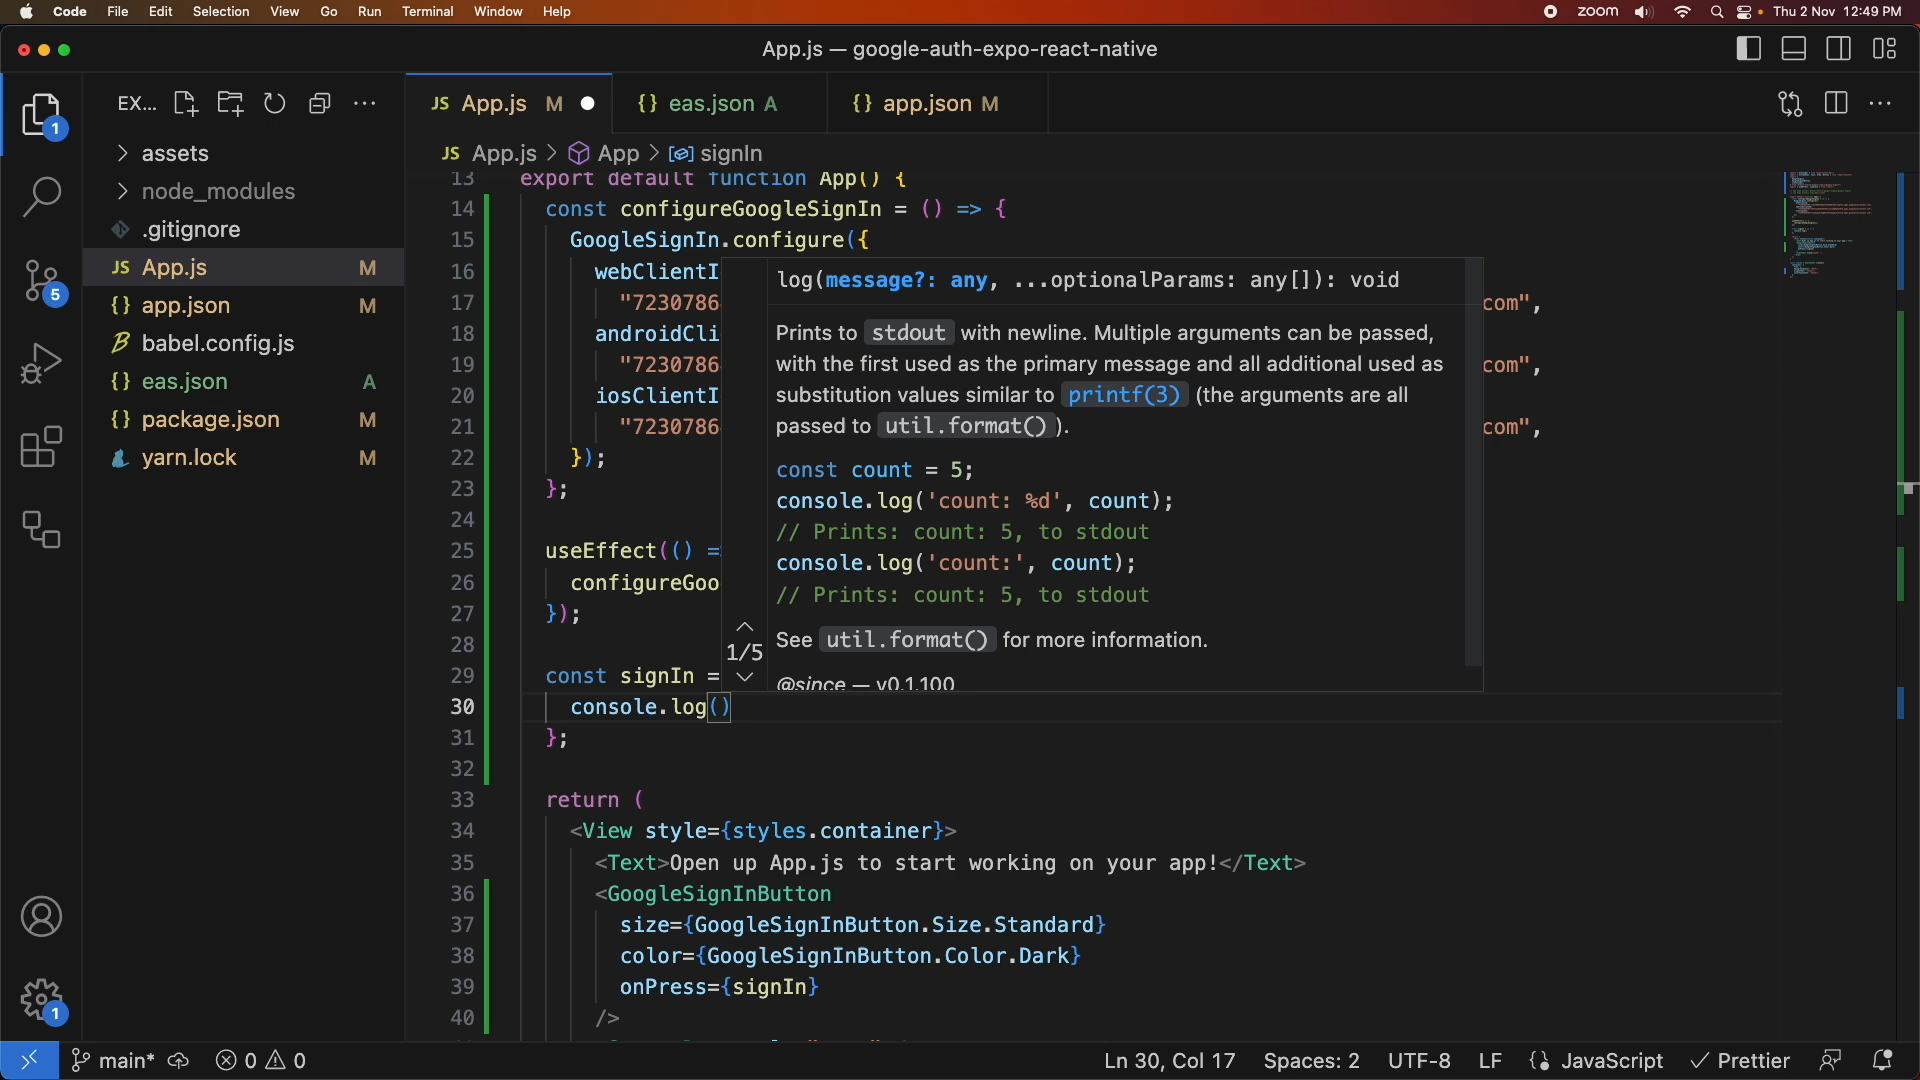 Code File Edit Selection View Go Run Terminal Window Help
zoom Thu 2 Nov 12:49 PM
App.js — google-auth-expo-react-native
EX...
JS App.js M
{} eas.json A
{} app.json M
JS App.js > App > signIn
1
assets
node_modules
.gitignore
JS App.js M
{} app.json M
babel.config.js
{} eas.json A
{} package.json M
yarn.lock M
5
1
13 export default function App() {
14 const configureGoogleSignIn = () => {
15 GoogleSignIn.configure({
16 webClientI
17 "7230786 com",
18 androidCli
19 "7230786 com",
20 iosClientI
21 "7230786 com",
22 });
23 };
24
25 useEffect(() =
26 configureGoo
27 });
28
29 const signIn =
30 console.log()
31 };
32
33 return (
34 <View style={styles.container}>
35 <Text>Open up App.js to start working on your app!</Text>
36 <GoogleSignInButton
37 size={GoogleSignInButton.Size.Standard}
38 color={GoogleSignInButton.Color.Dark}
39 onPress={signIn}
40 />
log(message?: any, ...optionalParams: any[]): void
Prints to stdout with newline. Multiple arguments can be passed,
with the first used as the primary message and all additional used as
substitution values similar to printf(3) (the arguments are all
passed to util.format() ).
const count = 5;
console.log('count: %d', count);
// Prints: count: 5, to stdout
console.log('count:', count);
// Prints: count: 5, to stdout
1/5
See util.format() for more information.
@since — v0.1.100
main* 0 0
Ln 30, Col 17 Spaces: 2 UTF-8 LF {} JavaScript Prettier